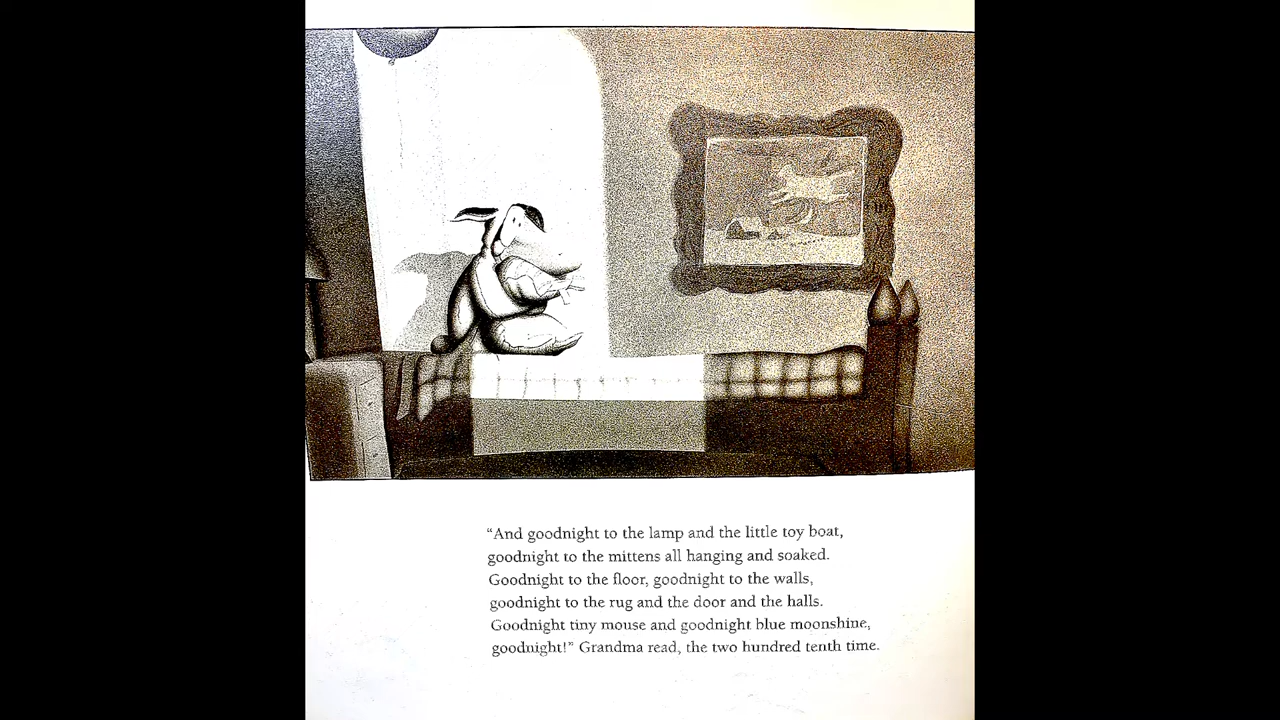 “And goodnight to the lamp and the little toy boat,
goodnight to the mittens all hanging and soaked.
Goodnight to the floor, goodnight to the walls,
goodnight to the rug and the door and the halls.
Goodnight tiny mouse and goodnight blue moonshine,
goodnight!” Grandma read, the two hundred tenth time.